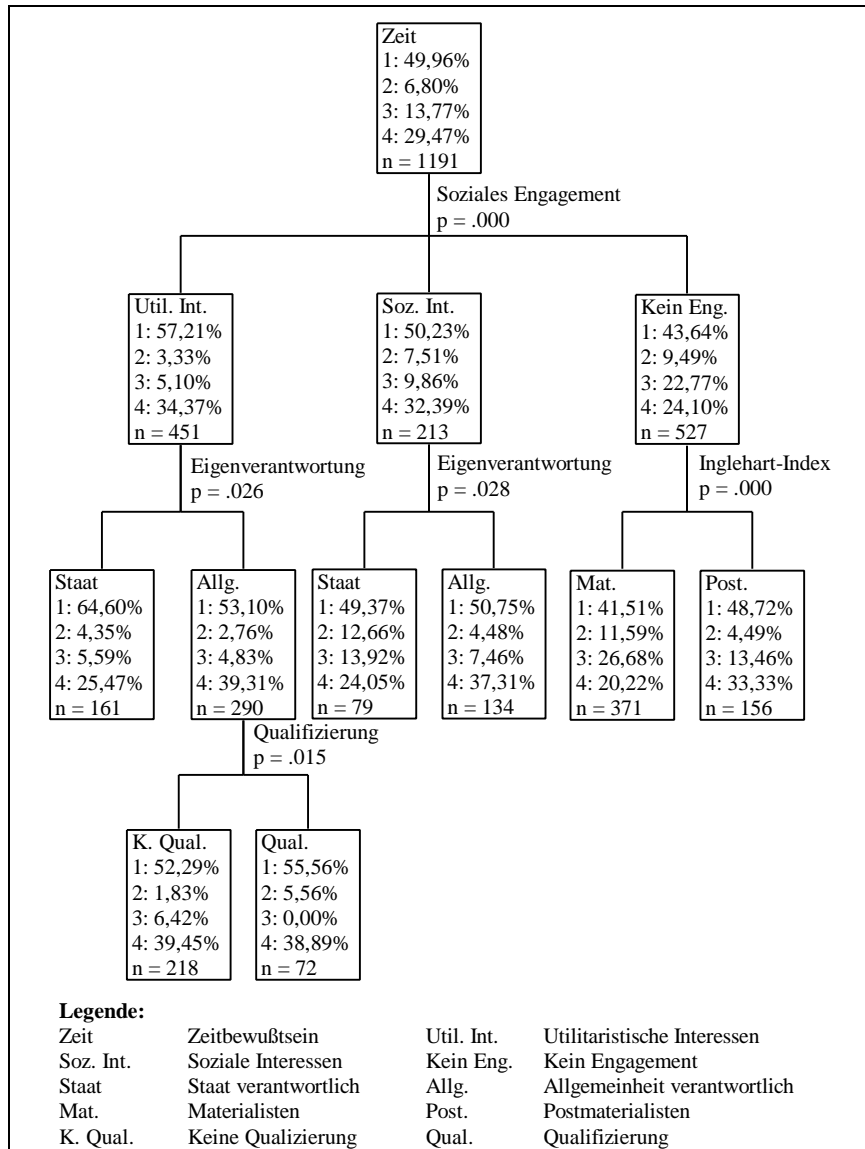 Zeit
1: 49,96%
2: 6,80%
3: 13,77%
4: 29,47%
n = 1191
Soziales Engagement
p = .000
Util. Int.
1: 57,21%
2: 3,33%
3: 5,10%
4: 34,37%
n = 451
Soz. Int.
1: 50,23%
2: 7,51%
3: 9,86%
4: 32,39%
n = 213
Kein Eng.
1: 43,64%
2: 9,49%
3: 22,77%
4: 24,10%
n = 527
Eigenverantwortung
p = .026
Eigenverantwortung
p = .028
Inglehart-Index
p = .000
Staat
1: 64,60%
2: 4,35%
3: 5,59%
4: 25,47%
n = 161
Allg.
1: 53,10%
2: 2,76%
3: 4,83%
4: 39,31%
n = 290
Staat
1: 49,37%
2: 12,66%
3: 13,92%
4: 24,05%
n = 79
Allg.
1: 50,75%
2: 4,48%
3: 7,46%
4: 37,31%
n = 134
Mat.
1: 41,51%
2: 11,59%
3: 26,68%
4: 20,22%
n = 371
Post.
1: 48,72%
2: 4,49%
3: 13,46%
4: 33,33%
n = 156
Qualifizierung
p = .015
K. Qual.
1: 52,29%
2: 1,83%
3: 6,42%
4: 39,45%
n = 218
Qual.
1: 55,56%
2: 5,56%
3: 0,00%
4: 38,89%
n = 72
Legende:
Zeit Zeitbewußtsein Util. Int. Utilitaristische Interessen
Soz. Int. Soziale Interessen Kein Eng. Kein Engagement
Staat Staat verantwortlich Allg. Allgemeinheit verantwortlich
Mat. Materialisten Post. Postmaterialisten
K. Qual. Keine Qualizierung Qual. Qualifizierung